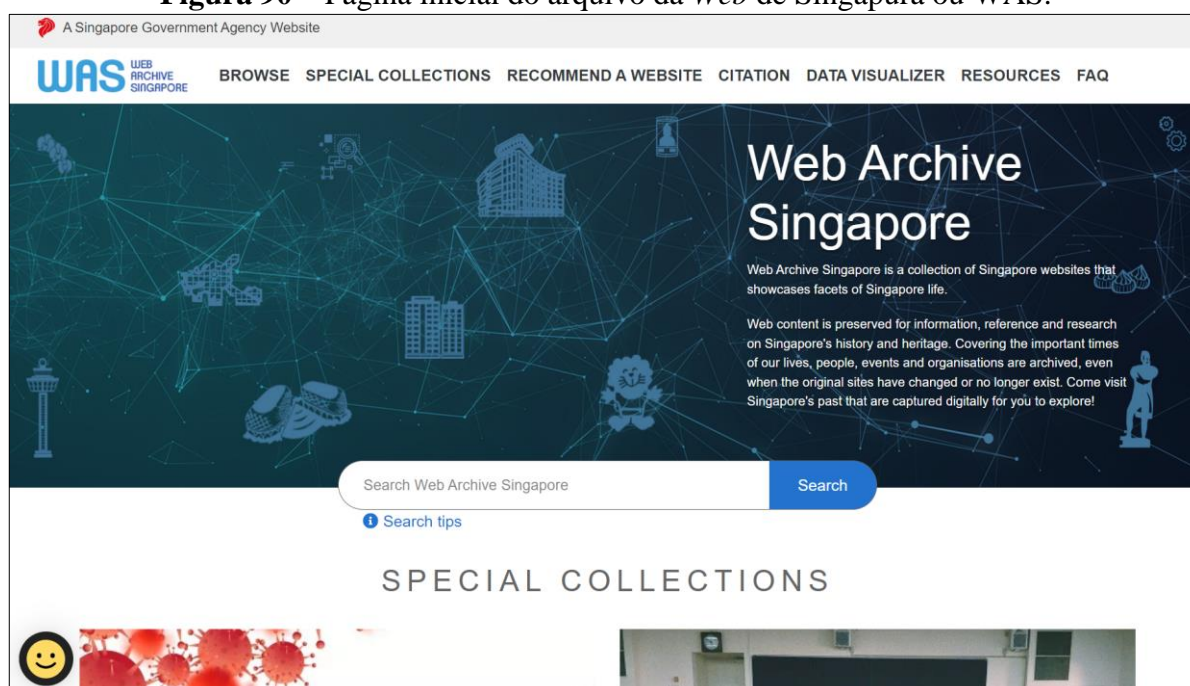 Figura 90 – Página inicial do arquivo da Web de Singapura ou WAS.
A Singapore Government Agency Website
WAS WEB ARCHIVE SINGAPORE
BROWSE SPECIAL COLLECTIONS RECOMMEND A WEBSITE CITATION DATA VISUALIZER RESOURCES FAQ
Web Archive
Singapore
Web Archive Singapore is a collection of Singapore websites that
showcases facets of Singapore life.
Web content is preserved for information, reference and research
on Singapore's history and heritage. Covering the important times
of our lives, people, events and organisations are archived, even
when the original sites have changed or no longer exist. Come visit
Singapore's past that are captured digitally for you to explore!
Search Web Archive Singapore
Search
Search tips
SPECIAL COLLECTIONS